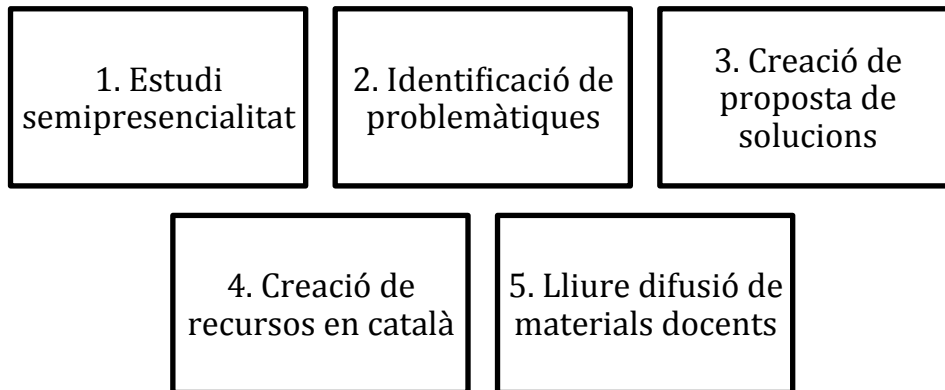 1. Estudi
semipresencialitat
2. Identificació de
problemàtiques
3. Creació de
proposta de
solucions
4. Creació de
recursos en català
5. Lliure difusió de
materials docents